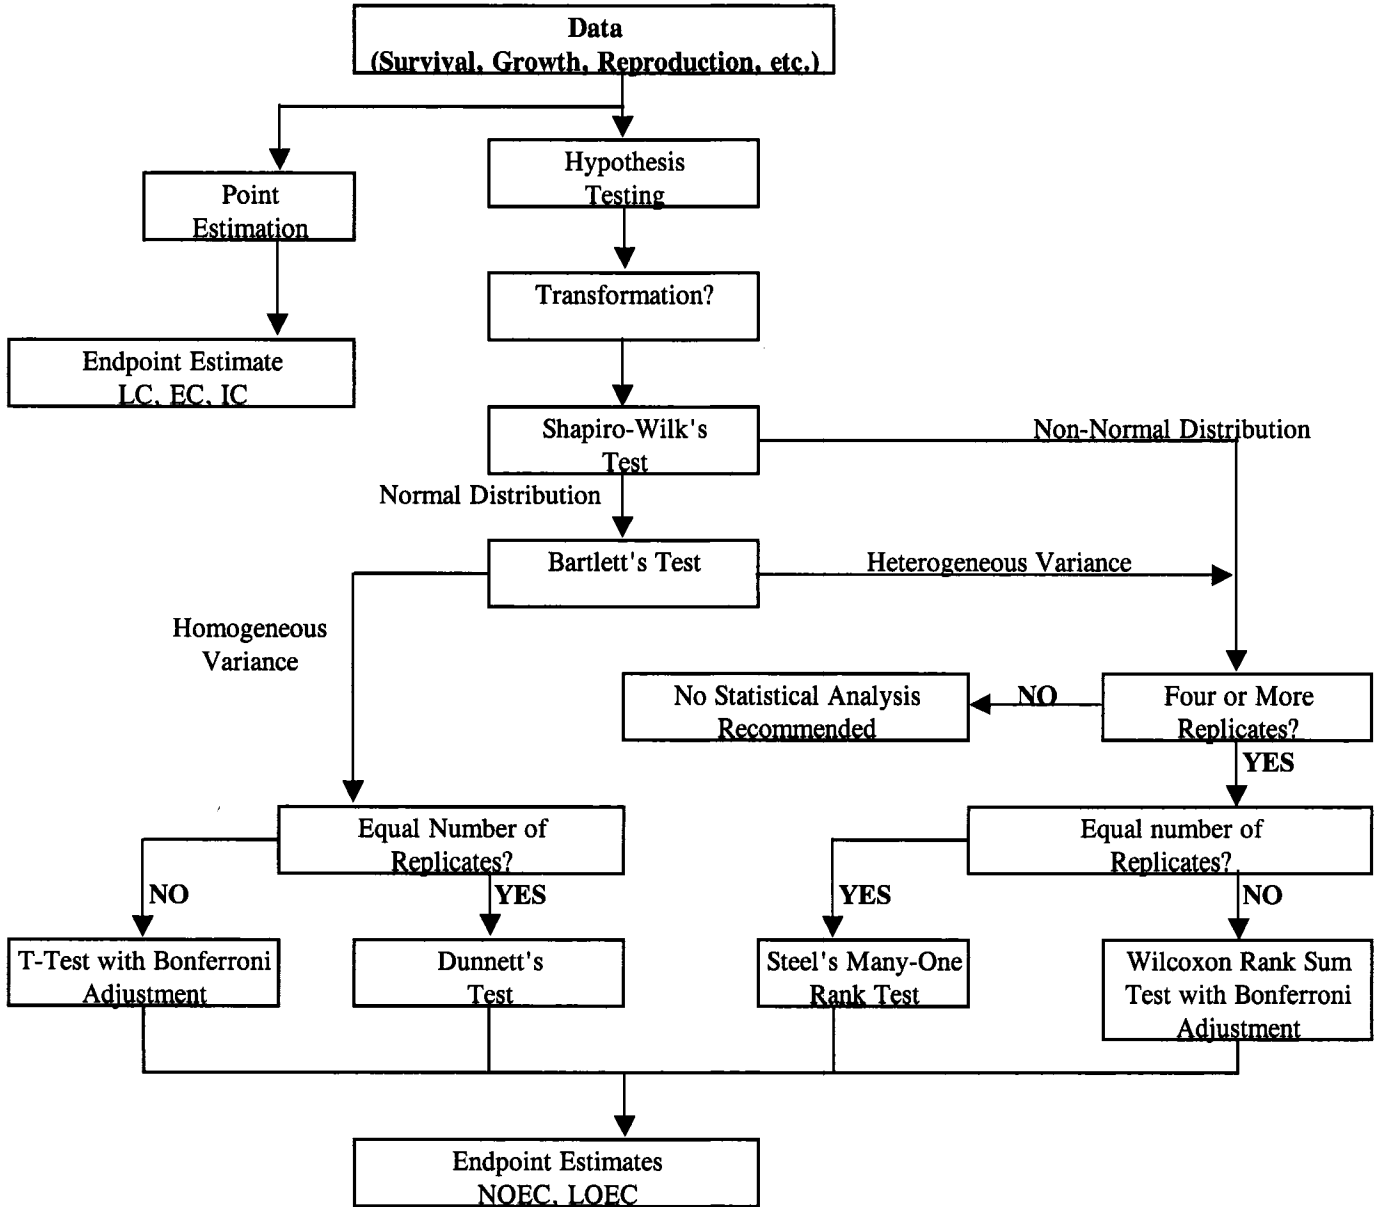 Data
(Survival, Growth, Reproduction, etc.)
Hypothesis
Testing
Point
Estimation
Transformation?
Endpoint Estimate
LC, EC, IC
Shapiro-Wilk's
Test
Non-Normal Distribution
Normal Distribution
Bartlett's Test
Heterogeneous Variance
Homogeneous
Variance
No Statistical Analysis
Recommended
NO
Four or More
Replicates?
YES
Equal Number of
Replicates?
Equal number of
Replicates?
NO
YES
YES
NO
T-Test with Bonferroni
Adjustment
Dunnett's
Test
Steel's Many-One
Rank Test
Wilcoxon Rank Sum
Test with Bonferroni
Adjustment
Endpoint Estimates
NOEC, LOEC